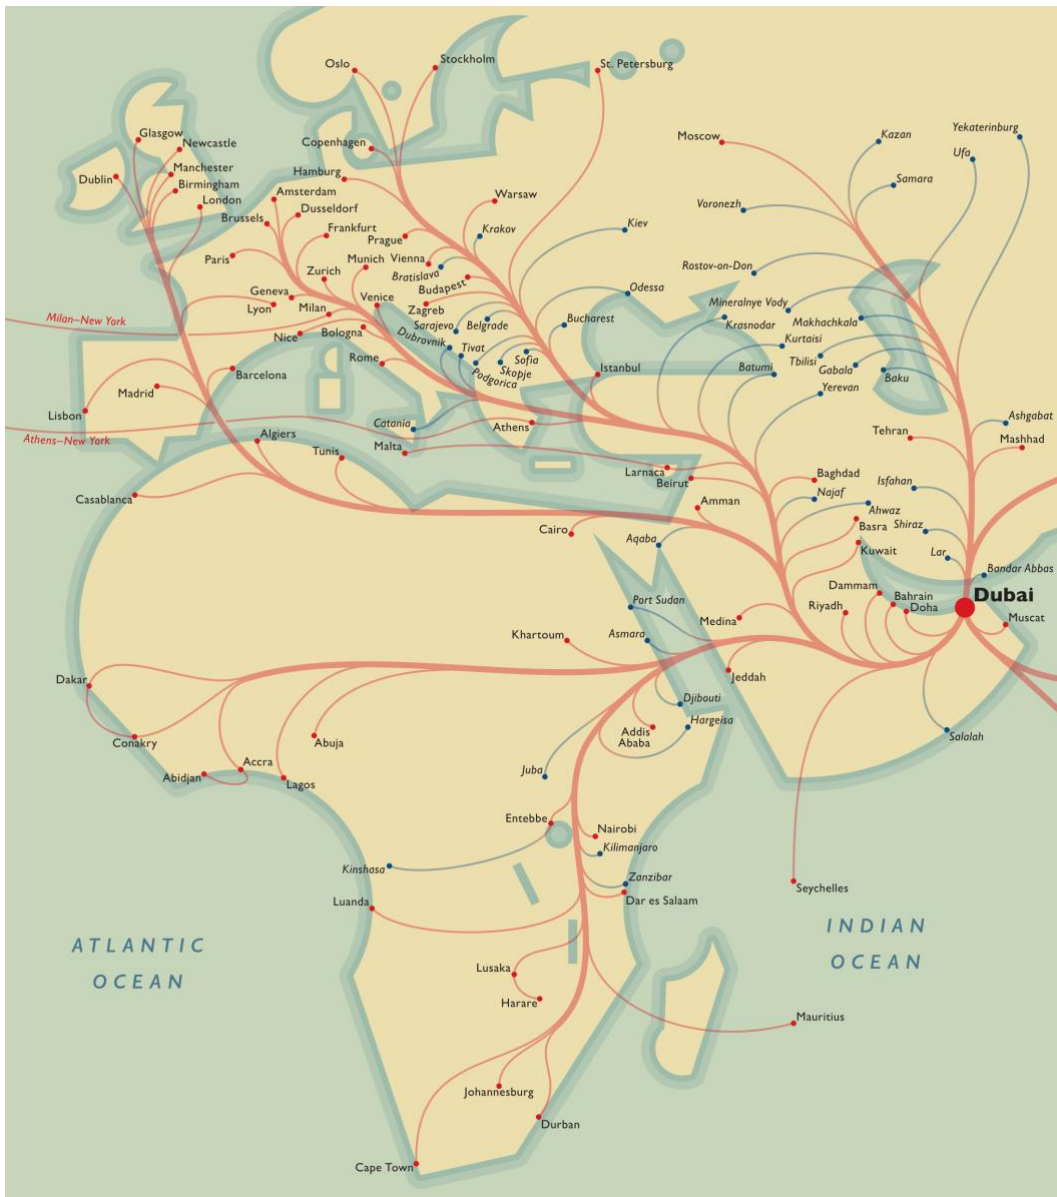 Oslo
Stockholm
St. Petersburg
Glasgow
Newcastle
Copenhagen
Moscow
Kazan
Yekaterinburg
Ufa
Manchester
Dublin
Birmingham
Hamburg
London
Amsterdam
Warsaw
Samara
Voronezh
Brussels
Dusseldorf
Frankfurt
Krakov
Kiev
Prague
Paris
Munich
Vienna
Bratislava
Zurich
Rostov-on-Don
Geneva
Lyon
Milan
Venice
Budapest
Zagreb
Odessa
Mineralnye Vody
Krasnodar
Makhachkala
Milan–New York
Nice
Bologna
Sarajevo
Dubrovnik
Belgrade
Bucharest
Tivat
Kurtaisi
Rome
Podgorica
Skopje
Sofia
Istanbul
Tbilisi
Batumi
Gabala
Baku
Yerevan
Barcelona
Madrid
Lisbon
Catania
Athens
Ashgabat
Athens–New York
Algiers
Malta
Tehran
Mashhad
Tunis
Larnaca
Beirut
Baghdad
Najaf
Isfahan
Casablanca
Amman
Ahwaz
Cairo
Basra
Shiraz
Aqaba
Kuwait
Lar
Bandar Abbas
Dammam
Dubai
Port Sudan
Bahrain
Riyadh
Doha
Muscat
Medina
Khartoum
Asmara
Dakar
Jeddah
Djibouti
Hargeisa
Addis
Ababa
Salalah
Conakry
Abuja
Accra
Abidjan
Lagos
Juba
Entebbe
Nairobi
Kilimanjaro
Kinshasa
Zanzibar
Seychelles
Luanda
Dar es Salaam
ATLANTIC
OCEAN
INDIAN
OCEAN
Lusaka
Harare
Mauritius
Johannesburg
Durban
Cape Town